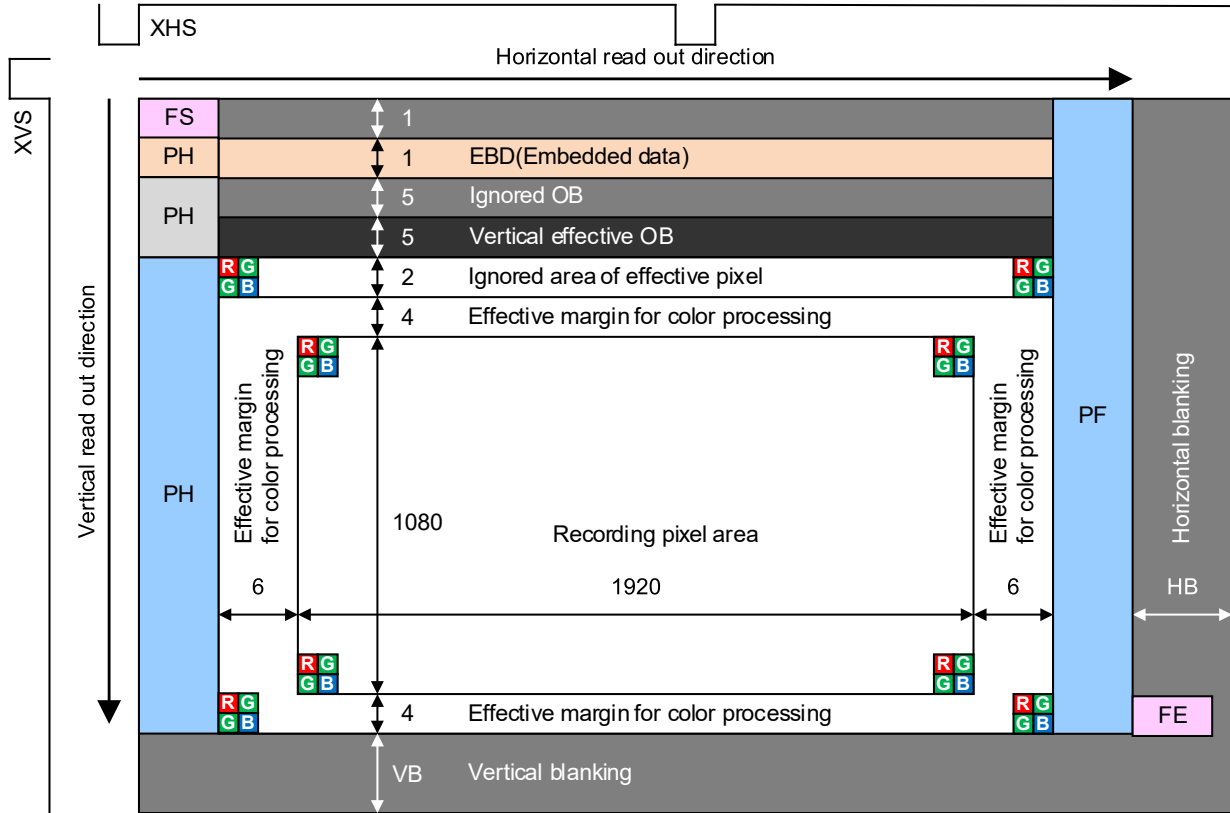 XHS
Horizontal read out direction
XVS
FS
1
PH
1 EBD(Embedded data)
PH
5 Ignored OB
5 Vertical effective OB
R G
G B
2 Ignored area of effective pixel
R G
G B
4 Effective margin for color processing
R G
G B
R G
G B
Vertical read out direction
PH
Effective margin
for color processing
6
1080
Recording pixel area
1920
Effective margin
for color processing
6
PF
Horizontal blanking
HB
R G
G B
R G
G B
R G
G B
4 Effective margin for color processing
R G
G B
FE
VB Vertical blanking